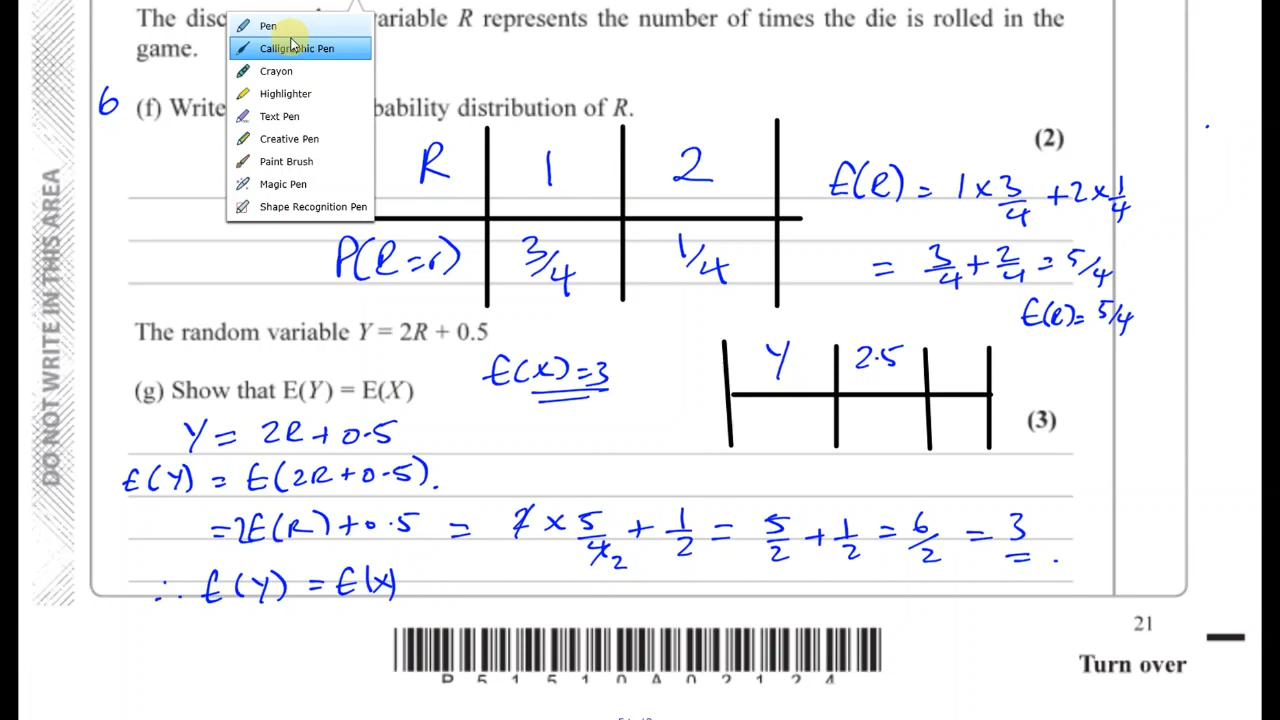 The disc variable R represents the number of times the die is rolled in the
game.
Pen
Calligraphic Pen
Crayon
Highlighter
Text Pen
Creative Pen
Paint Brush
Magic Pen
Shape Recognition Pen
6 (f) Write bability distribution of R.
(2)
R 1 2
P(R=r) 3/4 1/4
E(R) = 1 × 3/4 + 2 × 1/4
= 3/4 + 2/4 = 5/4
E(R) = 5/4
The random variable Y = 2R + 0.5
E(X) = 3
Y 2.5
(g) Show that E(Y) = E(X)
(3)
Y = 2R + 0.5
E(Y) = E(2R + 0.5).
= 2E(R) + 0.5 = 2 × 5/4 2 + 1/2 = 5/2 + 1/2 = 6/2 = 3.
∴ E(Y) = E(X)
DO NOT WRITE IN THIS AREA
21
Turn over
P51510A02124